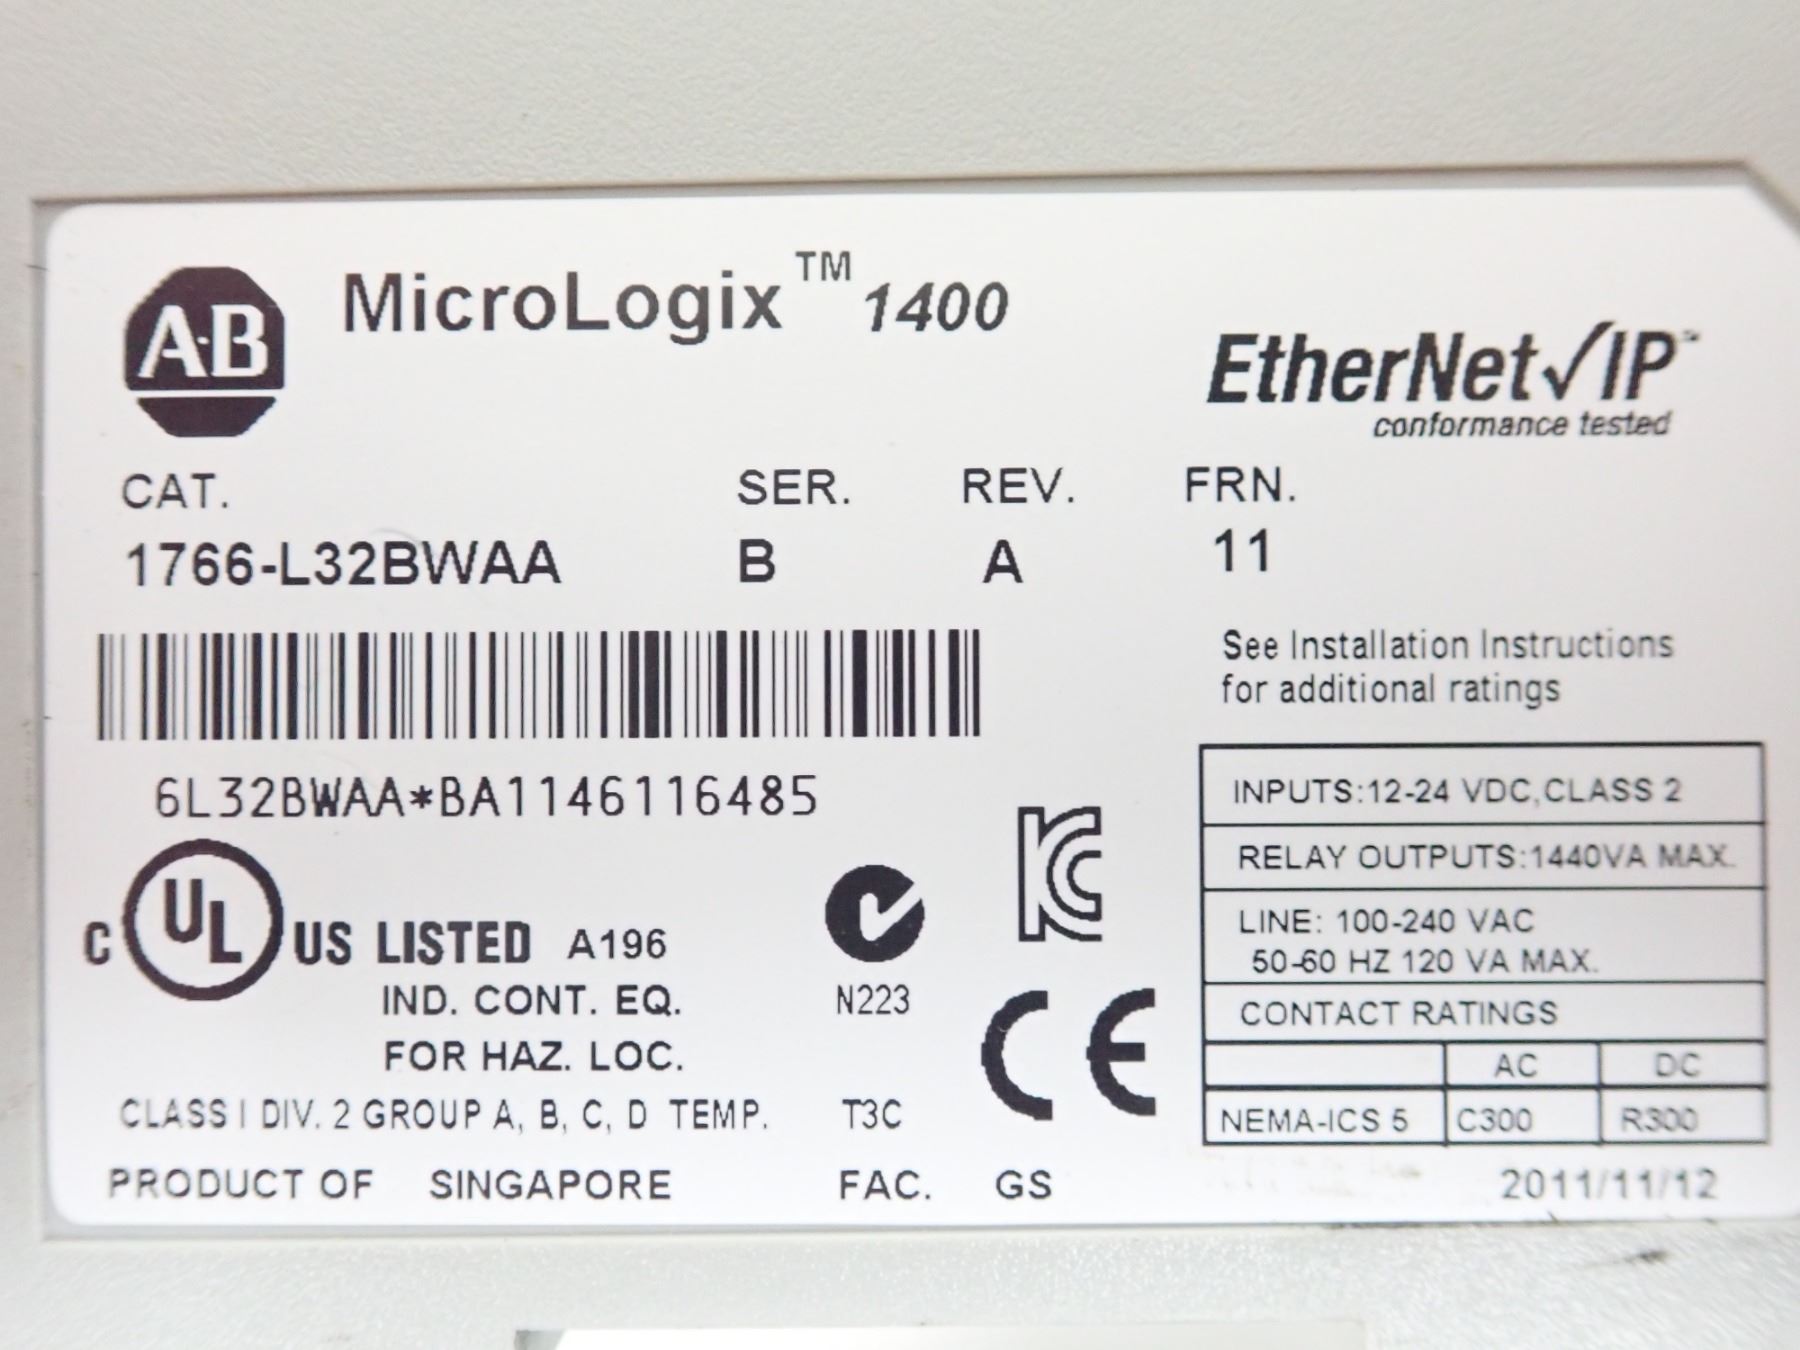 A·B MicroLogix™ 1400
EtherNet/IP™
conformance tested
CAT. SER. REV. FRN.
1766-L32BWAA B A 11
See Installation Instructions
for additional ratings
6L32BWAA*BA1146116485
INPUTS:12-24 VDC,CLASS 2
RELAY OUTPUTS:1440VA MAX.
LINE: 100-240 VAC
50-60 HZ 120 VA MAX.
CONTACT RATINGS
AC DC
NEMA-ICS 5 C300 R300
C UL US LISTED A196
IND. CONT. EQ.
FOR HAZ. LOC.
N223
KC
CE
CLASS I DIV. 2 GROUP A, B, C, D TEMP. T3C
PRODUCT OF SINGAPORE FAC. GS
2011/11/12